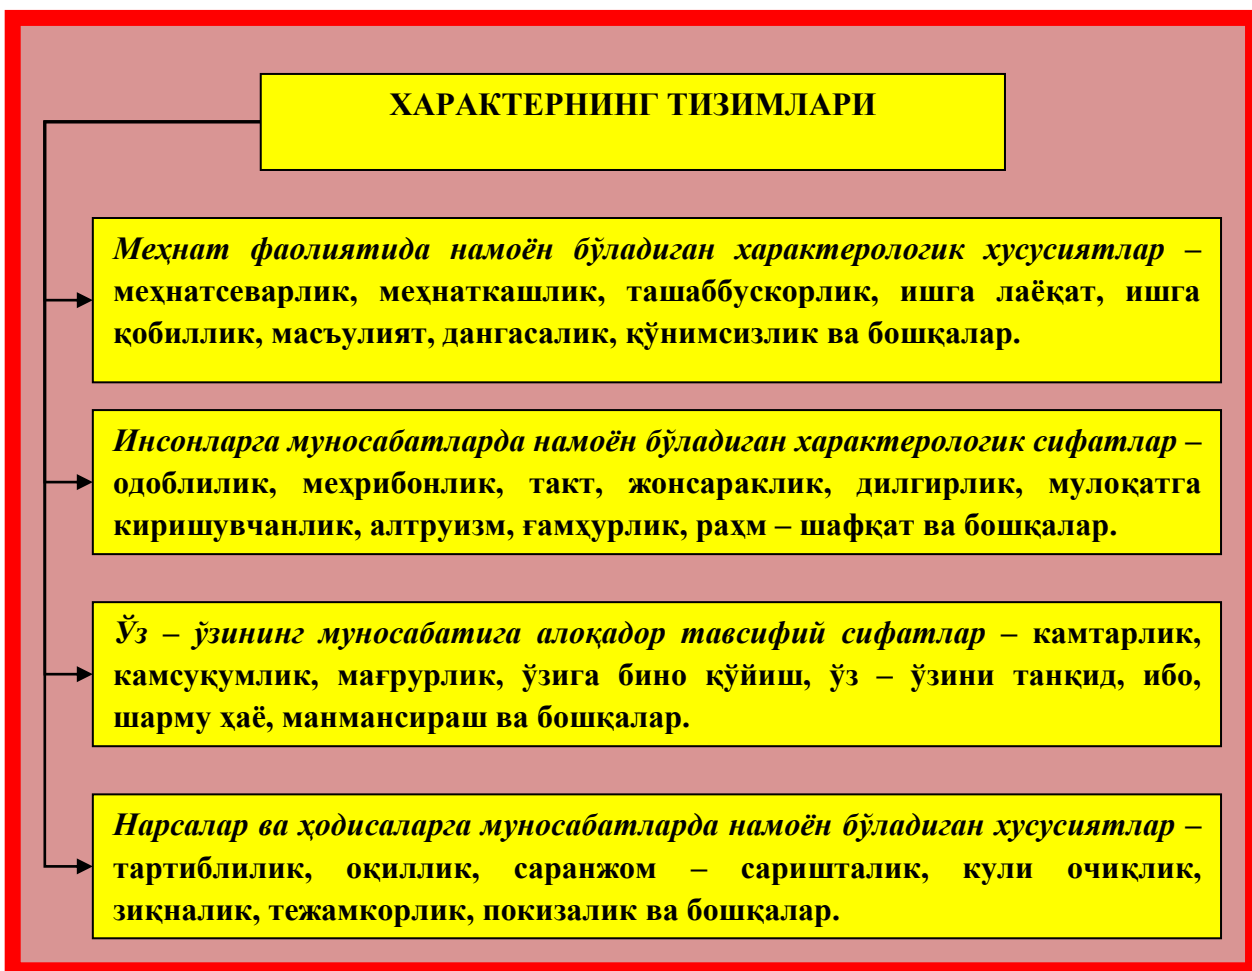 ХАРАКТЕРНИНГ ТИЗИМЛАРИ
Меҳнат фаолиятида намоён бўладиган характерологик хусусиятлар –
меҳнатсеварлик, меҳнаткашлик, ташаббускорлик, ишга лаёқат, ишга
қобиллик, масъулият, дангасалик, қўнимсизлик ва бошқалар.
Инсонларга муносабатларда намоён бўладиган характерологик сифатлар –
одоблилик, меҳрибонлик, такт, жонсараклик, дилгирлик, мулоқатга
киришувчанлик, алтруизм, ғамҳурлик, раҳм – шафқат ва бошқалар.
Ўз – ўзининг муносабатига алоқадор тавсифий сифатлар – камтарлик,
камсуқумлик, мағрурлик, ўзига бино қўйиш, ўз – ўзини танқид, ибо,
шарму ҳаё, манмансираш ва бошқалар.
Нарсалар ва ҳодисаларга муносабатларда намоён бўладиган хусусиятлар –
тартиблилик, оқиллик, саранжом – саришталик, кули очиқлик,
зиқналик, тежамкорлик, покизалик ва бошқалар.